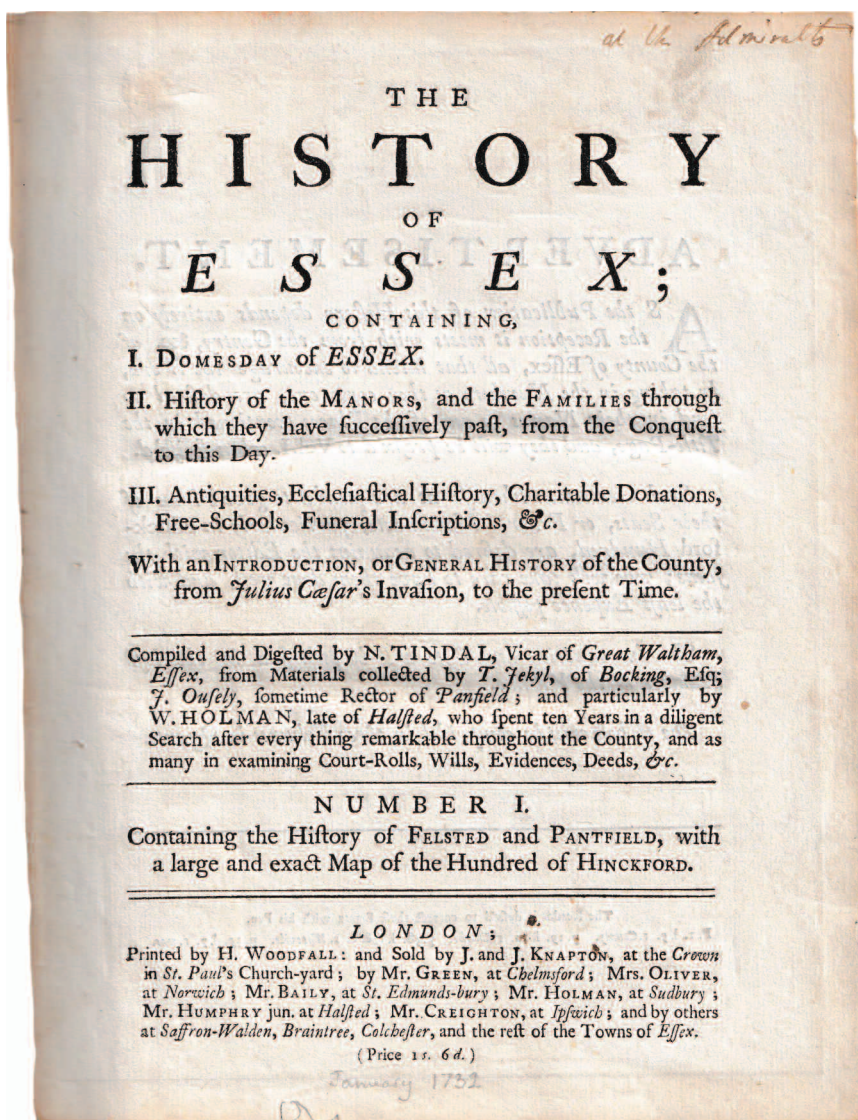 at the Admiralty
THE
HISTORY
OF
ESSEX;
CONTAINING,
I. DOMESDAY of ESSEX.
II. Hiſtory of the MANORS, and the FAMILIES through
which they have ſucceſſively paſt, from the Conqueſt
to this Day.
III. Antiquities, Eccleſiaſtical Hiſtory, Charitable Donations,
Free-Schools, Funeral Inſcriptions, &c.
With an INTRODUCTION, or GENERAL HISTORY of the County,
from Julius Cæſar's Invaſion, to the preſent Time.
Compiled and Digeſted by N. TINDAL, Vicar of Great Waltham,
Eſſex, from Materials collected by T. Jekyl, of Bocking, Eſq;
J. Ouſely, ſometime Rector of Panfield; and particularly by
W. HOLMAN, late of Halſted, who ſpent ten Years in a diligent
Search after every thing remarkable throughout the County, and as
many in examining Court-Rolls, Wills, Evidences, Deeds, &c.
NUMBER I.
Containing the Hiſtory of FELSTED and PANTFIELD, with
a large and exact Map of the Hundred of HINCKFORD.
LONDON;
Printed by H. WOODFALL: and Sold by J. and J. KNAPTON, at the Crown
in St. Paul's Church-yard; by Mr. GREEN, at Chelmsford; Mrs. OLIVER,
at Norwich; Mr. BAILY, at St. Edmunds-bury; Mr. HOLMAN, at Sudbury;
Mr. HUMPHRY jun. at Halſted; Mr. CREIGHTON, at Ipſwich; and by others
at Saffron-Walden, Braintree, Colcheſter, and the reſt of the Towns of Eſſex.
(Price 1s. 6d.)
January 1732